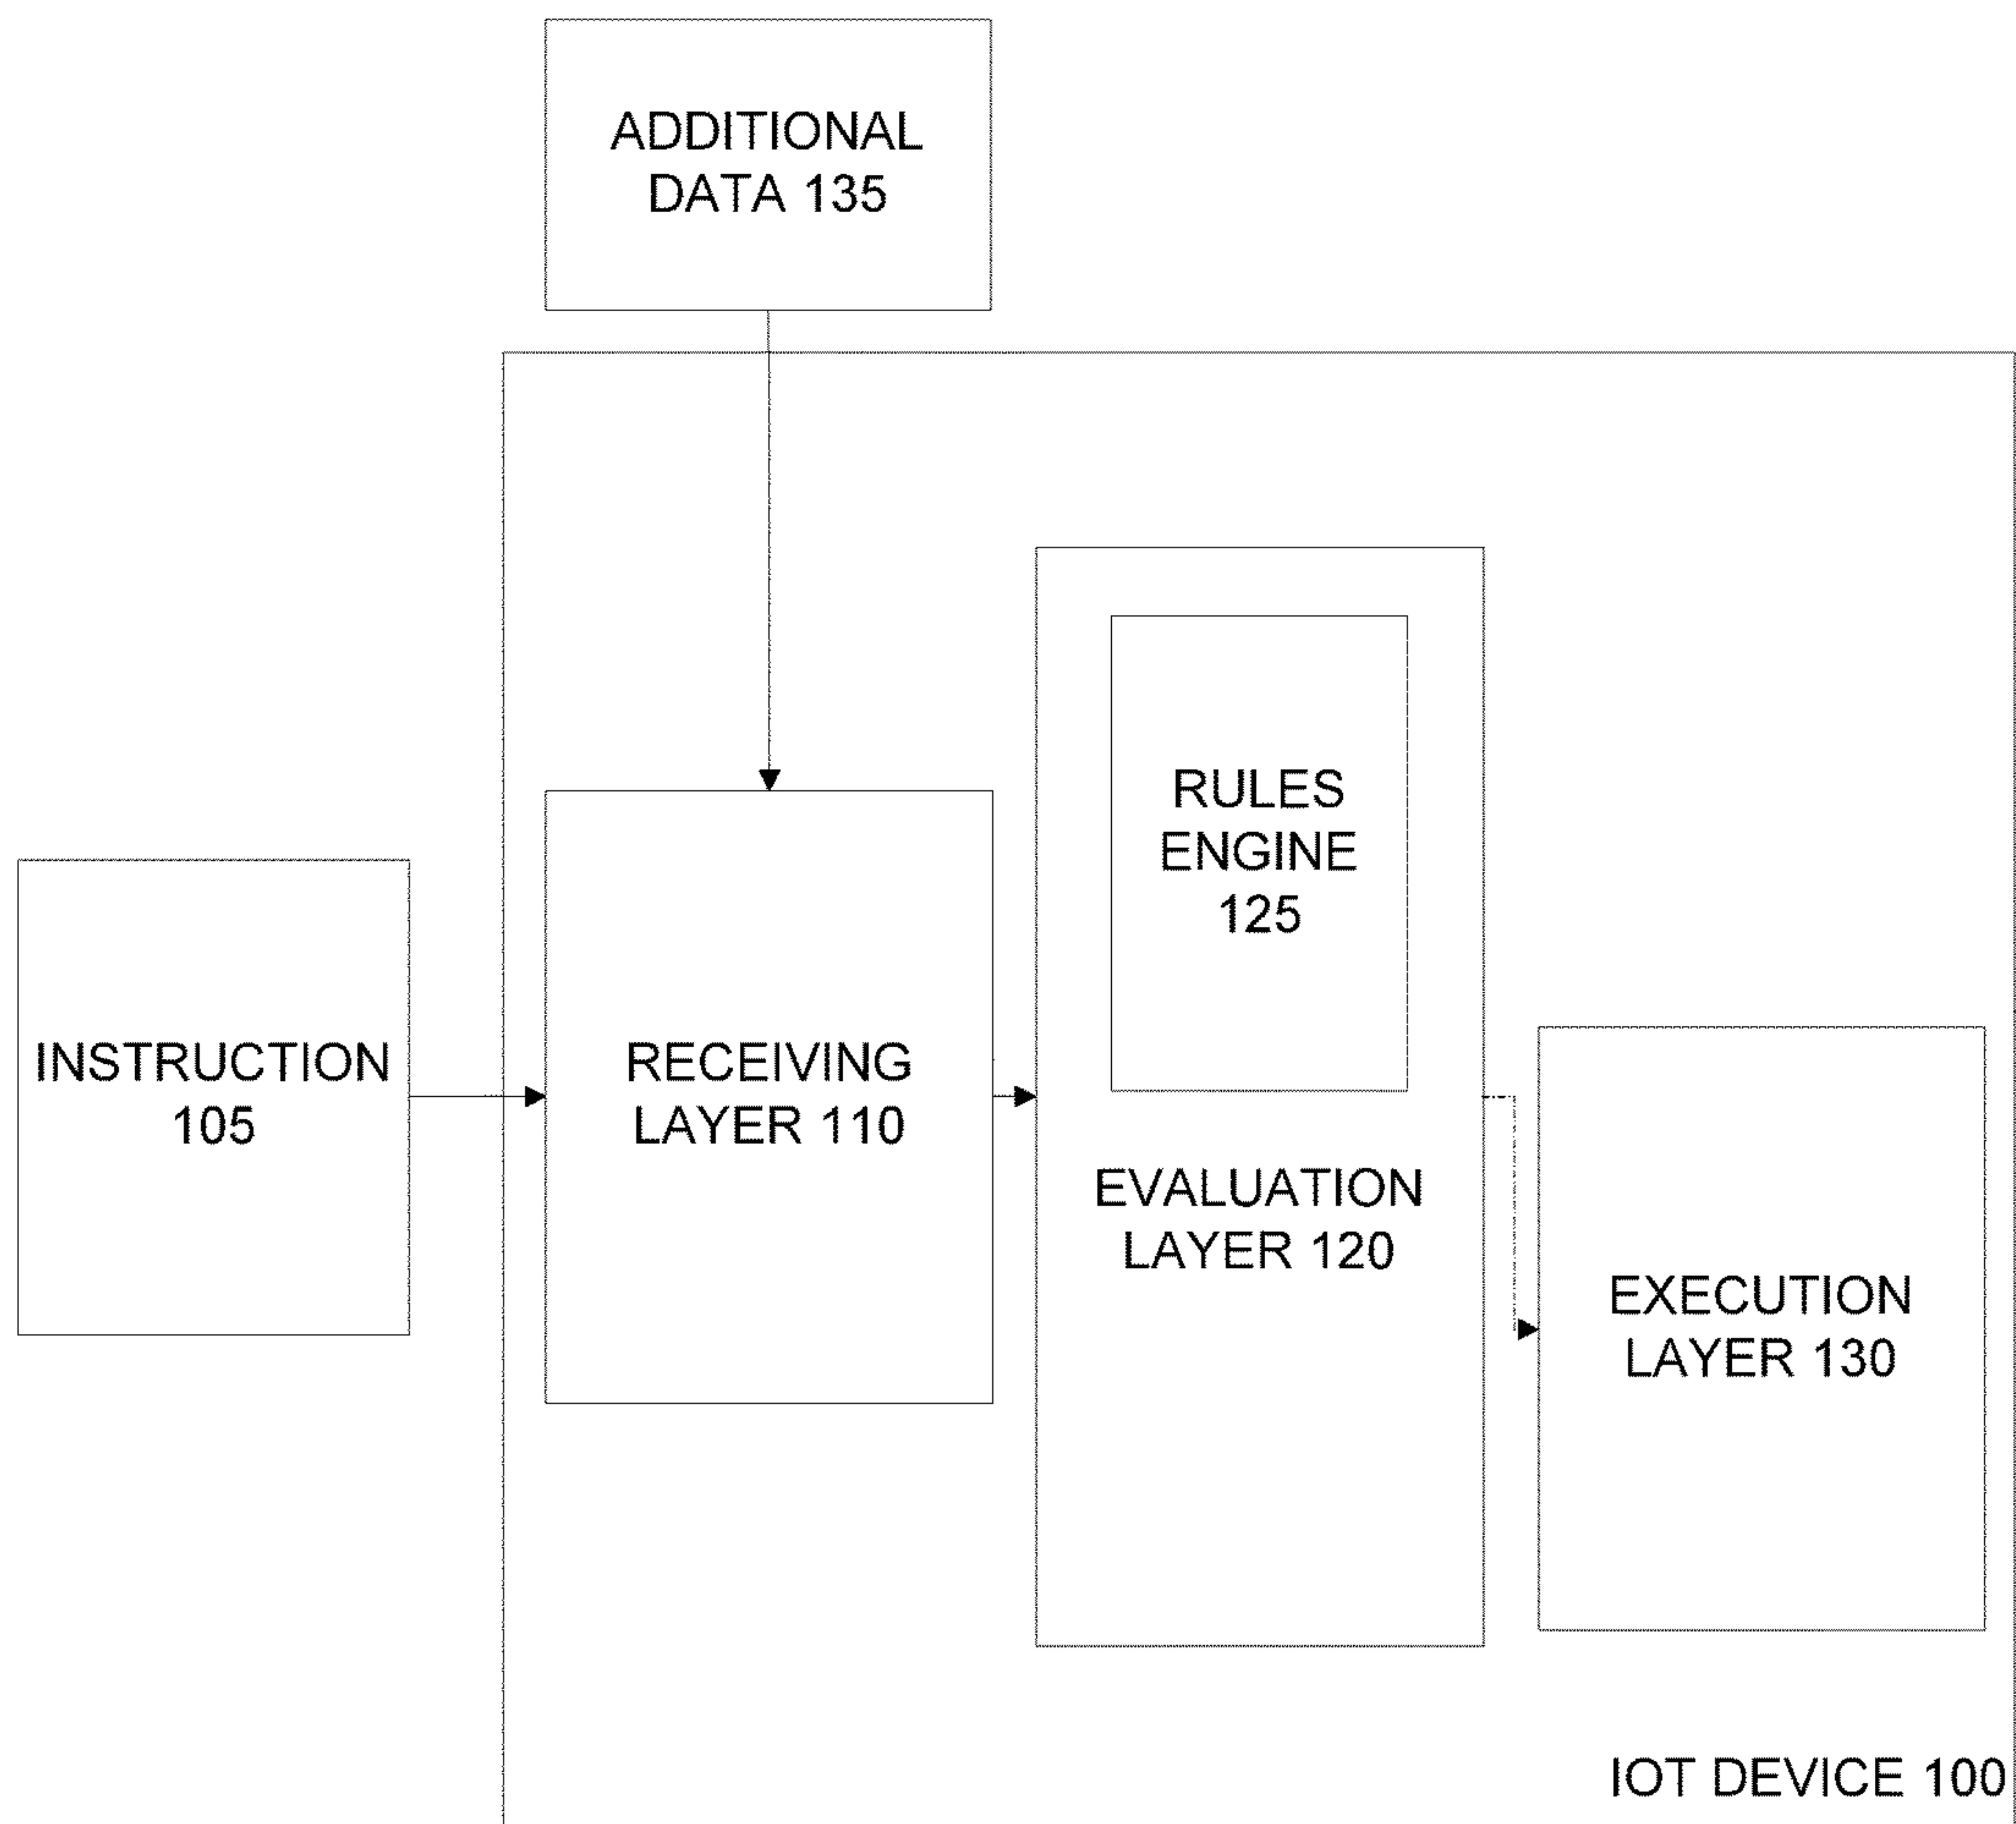 ADDITIONAL
DATA 135
RULES
ENGINE
125
INSTRUCTION
105
RECEIVING
LAYER 110
EVALUATION
LAYER 120
EXECUTION
LAYER 130
IOT DEVICE 100